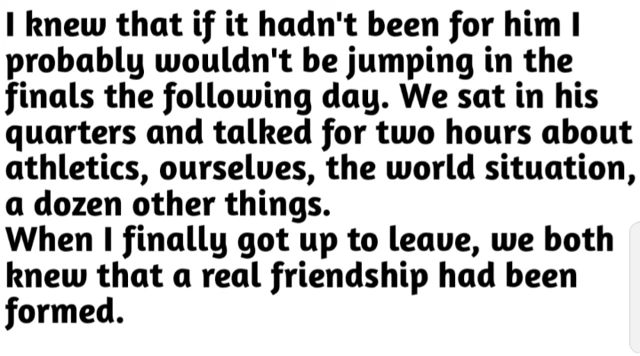 I knew that if it hadn't been for him I
probably wouldn't be jumping in the
finals the following day. We sat in his
quarters and talked for two hours about
athletics, ourselves, the world situation,
a dozen other things.
When I finally got up to leave, we both
knew that a real friendship had been
formed.